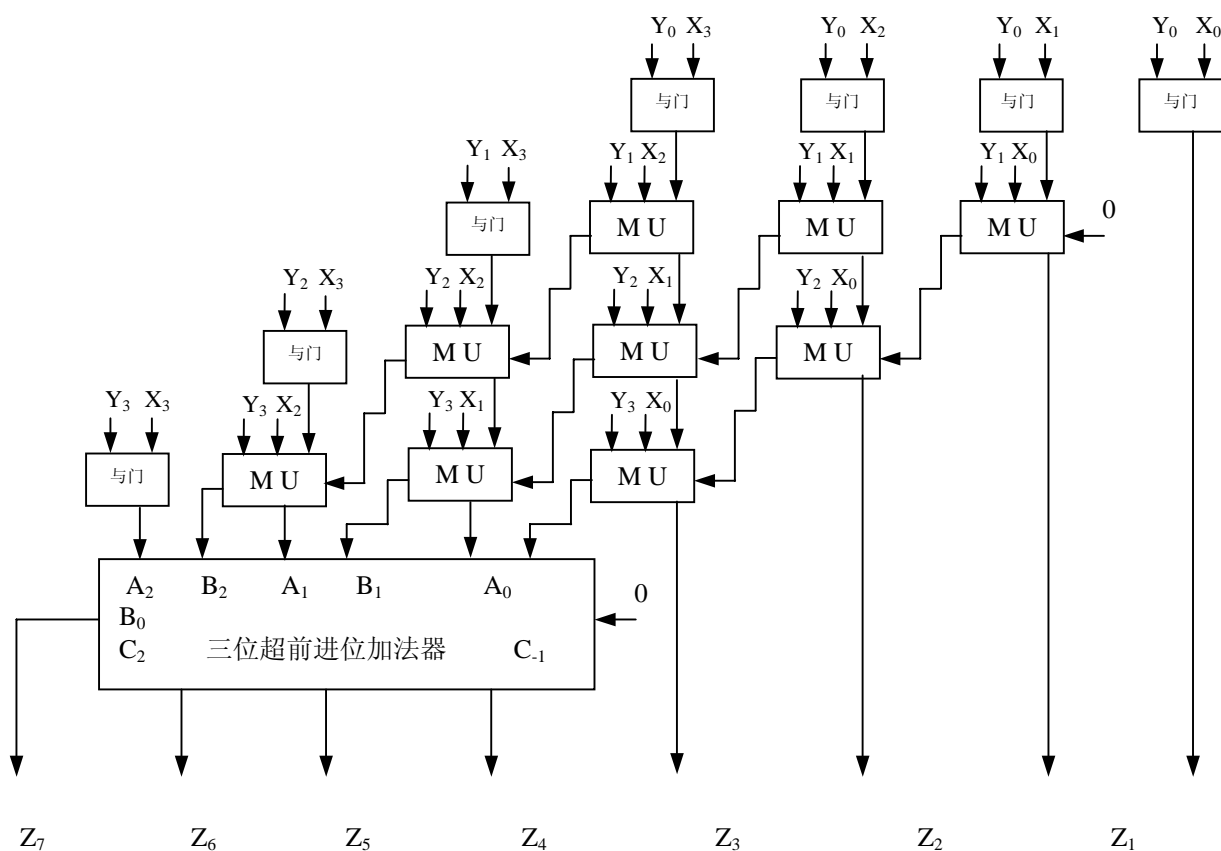 Y₀ X₃ Y₀ X₂ Y₀ X₁ Y₀ X₀
与门 与门 与门 与门
Y₁ X₃ Y₁ X₂ Y₁ X₁ Y₁ X₀
与门 M U M U M U 0
Y₂ X₃ Y₂ X₂ Y₂ X₁ Y₂ X₀
与门 M U M U M U
Y₃ X₃ Y₃ X₂ Y₃ X₁ Y₃ X₀
与门 M U M U M U
A₂ B₂ A₁ B₁ A₀ 0
B₀
C₂ 三位超前进位加法器 C₋₁
Z₇ Z₆ Z₅ Z₄ Z₃ Z₂ Z₁